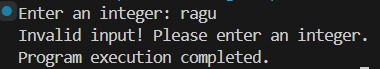 Enter an integer: ragu
Invalid input! Please enter an integer.
Program execution completed.